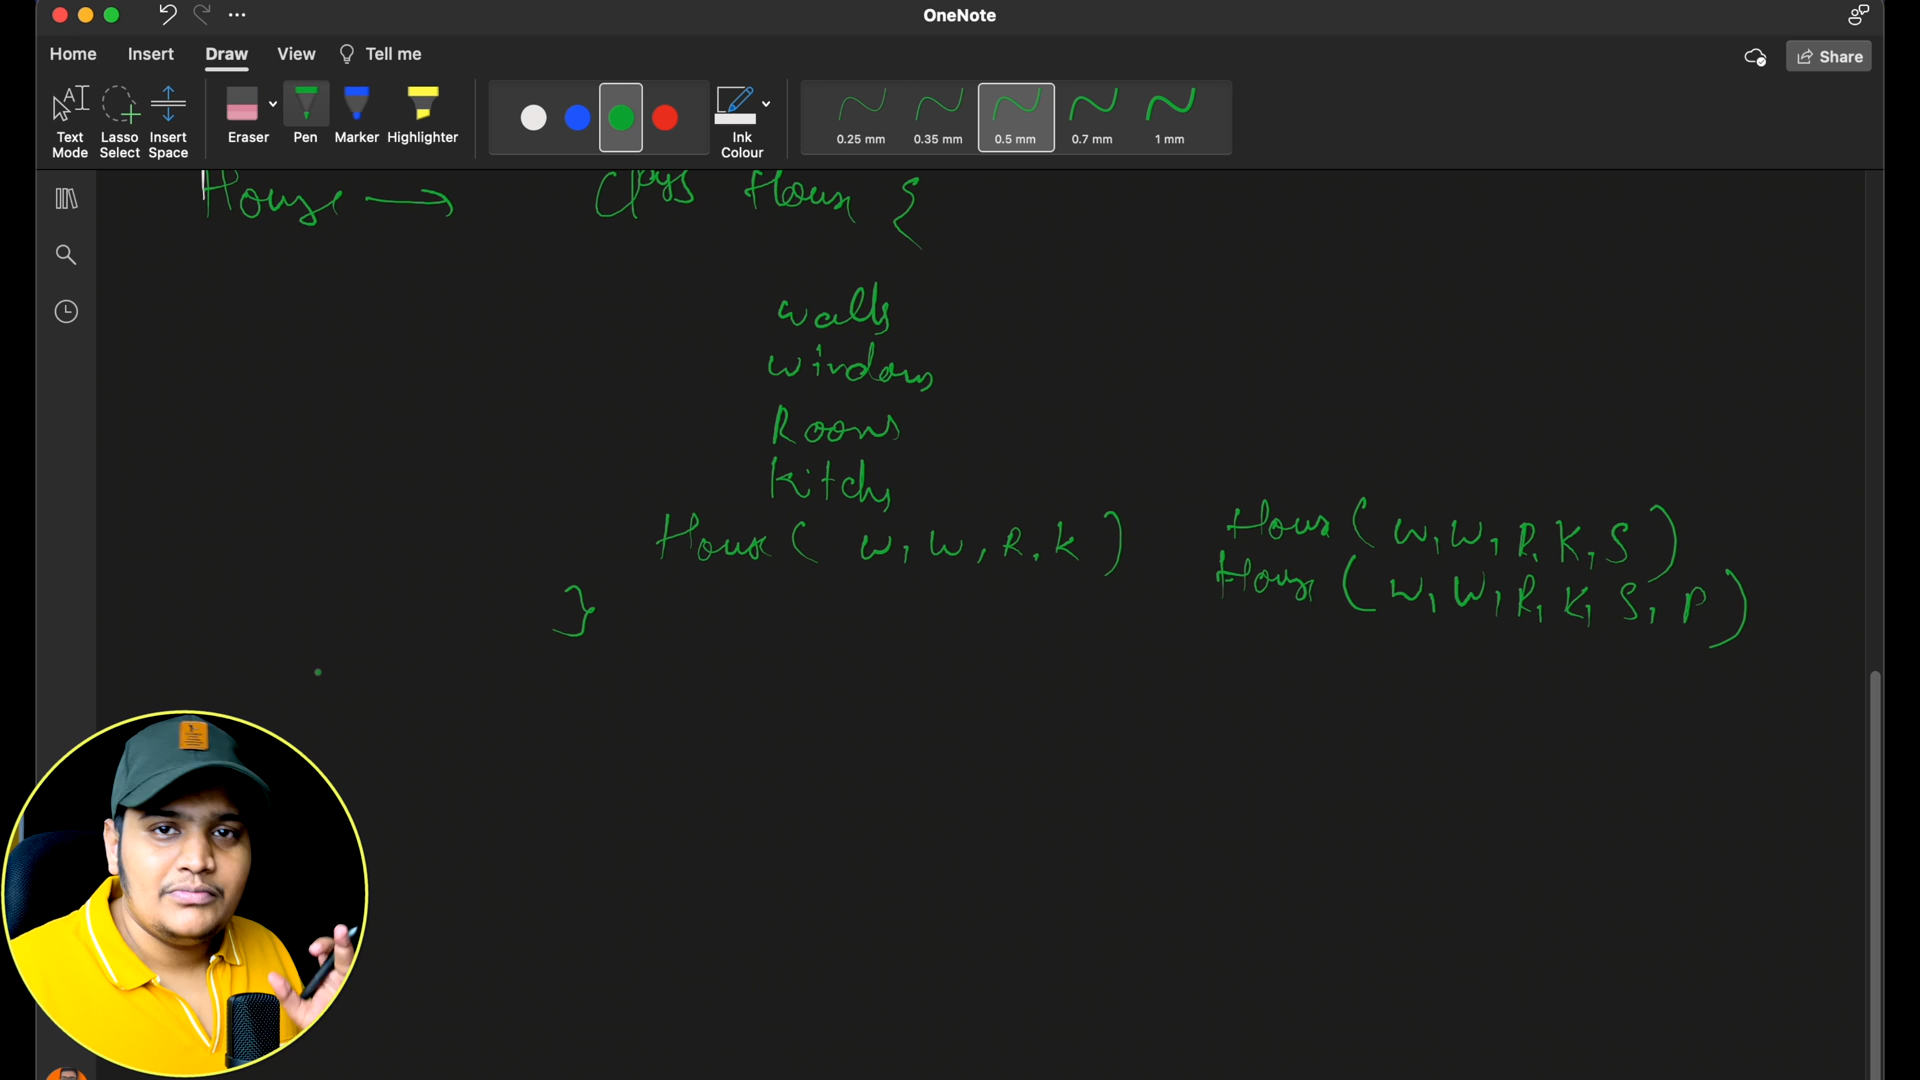 OneNote
Home Insert Draw View Tell me
Share
Text Mode
Lasso Select
Insert Space
Eraser
Pen
Marker
Highlighter
Ink Colour
0.25 mm
0.35 mm
0.5 mm
0.7 mm
1 mm
House → Class House {
walls
windows
Rooms
House ( W, W, R, K )
House ( W, W, R, K, S )
House ( W, W, R, K, S, P )
}